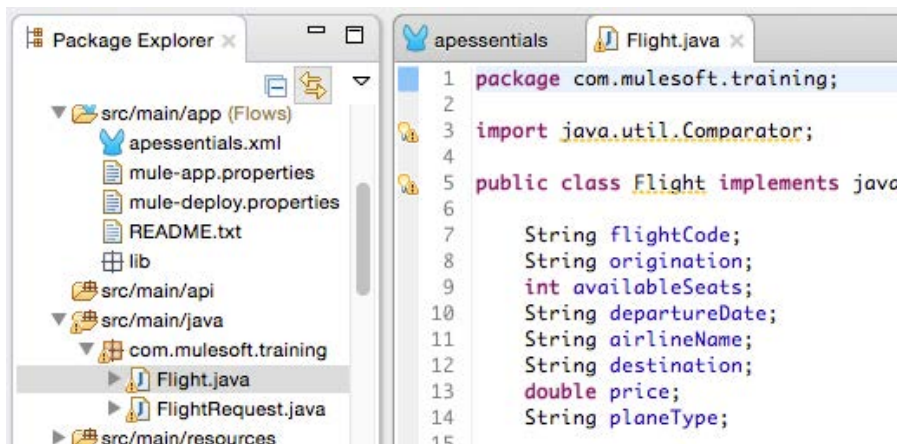 Package Explorer
src/main/app (Flows)
apessentials.xml
mule-app.properties
mule-deploy.properties
README.txt
lib
src/main/api
src/main/java
com.mulesoft.training
Flight.java
FlightRequest.java
src/main/resources
apessentials
Flight.java
1 package com.mulesoft.training;
2
3 import java.util.Comparator;
4
5 public class Flight implements java
6
7 String flightCode;
8 String origination;
9 int availableSeats;
10 String departureDate;
11 String airlineName;
12 String destination;
13 double price;
14 String planeType;
15